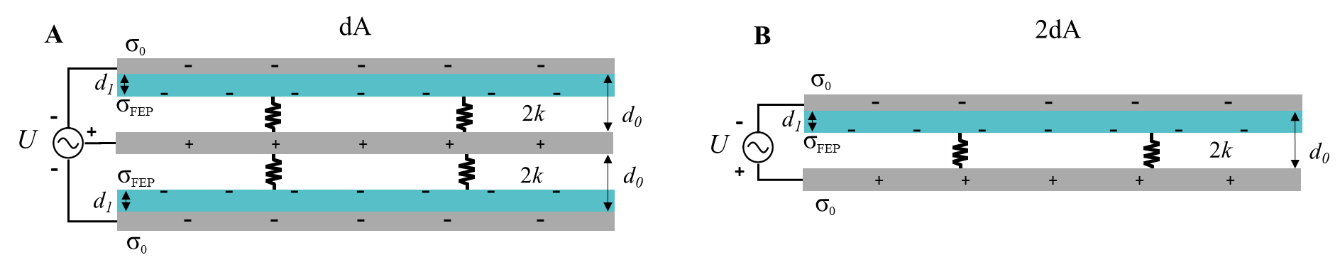 A
dA
σ0
- - - - -
d1
- - - - - - -
σFEP
2k
d0
-
U
+
-
+ + + + +
σFEP
2k
d0
- - - - - - -
d1
- - - - -
σ0
B
2dA
σ0
- - - - -
d1
- - - - - - -
σFEP
2k
d0
-
U
+
+ + + + +
σ0